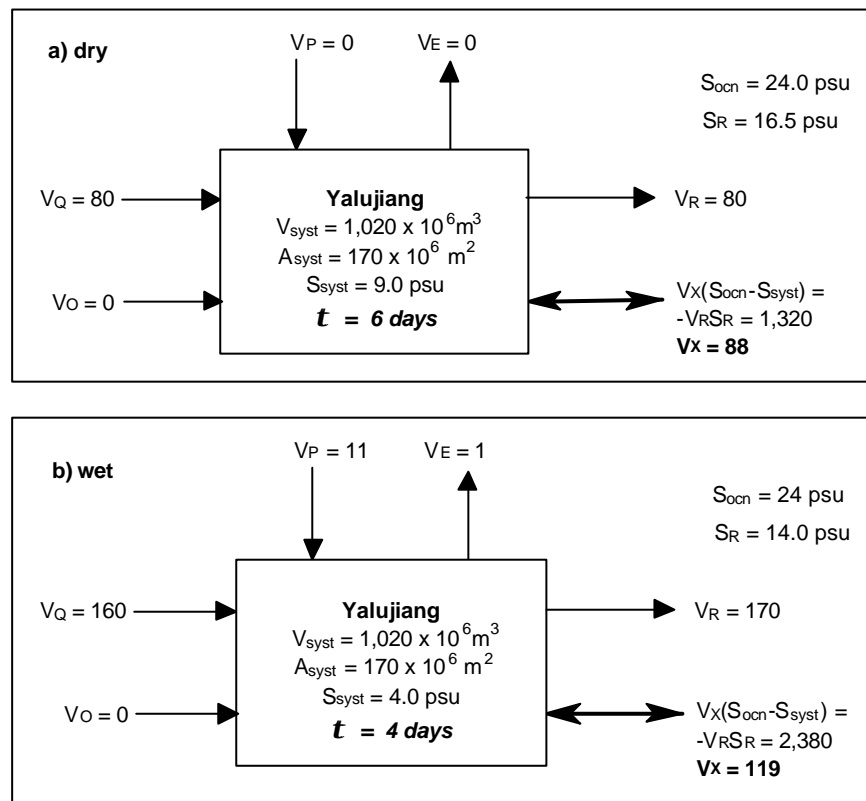 a) dry
VP = 0
VE = 0
Socn = 24.0 psu
SR = 16.5 psu
VQ = 80
Yalujiang
Vsyst = 1,020 x 10⁶m³
Asyst = 170 x 10⁶ m²
Ssyst = 9.0 psu
t = 6 days
VR = 80
VO = 0
VX(Socn-Ssyst) =
-VRSR = 1,320
VX = 88
b) wet
VP = 11
VE = 1
Socn = 24 psu
SR = 14.0 psu
VQ = 160
Yalujiang
Vsyst = 1,020 x 10⁶m³
Asyst = 170 x 10⁶ m²
Ssyst = 4.0 psu
t = 4 days
VR = 170
VO = 0
VX(Socn-Ssyst) =
-VRSR = 2,380
VX = 119